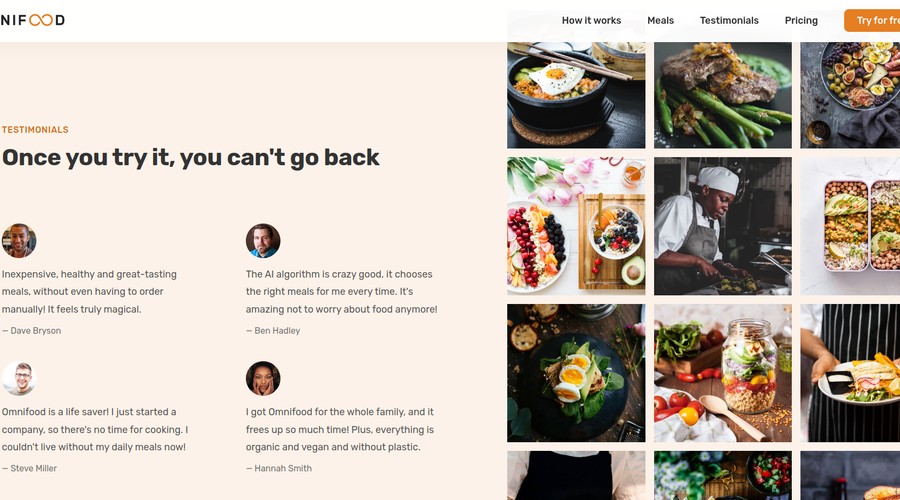 NIFOOD
How it works
Meals
Testimonials
Pricing
Try for fre
TESTIMONIALS
Once you try it, you can't go back
Inexpensive, healthy and great-tasting
meals, without even having to order
manually! It feels truly magical.
— Dave Bryson
The AI algorithm is crazy good, it chooses
the right meals for me every time. It's
amazing not to worry about food anymore!
— Ben Hadley
Omnifood is a life saver! I just started a
company, so there's no time for cooking. I
couldn't live without my daily meals now!
— Steve Miller
I got Omnifood for the whole family, and it
frees up so much time! Plus, everything is
organic and vegan and without plastic.
— Hannah Smith